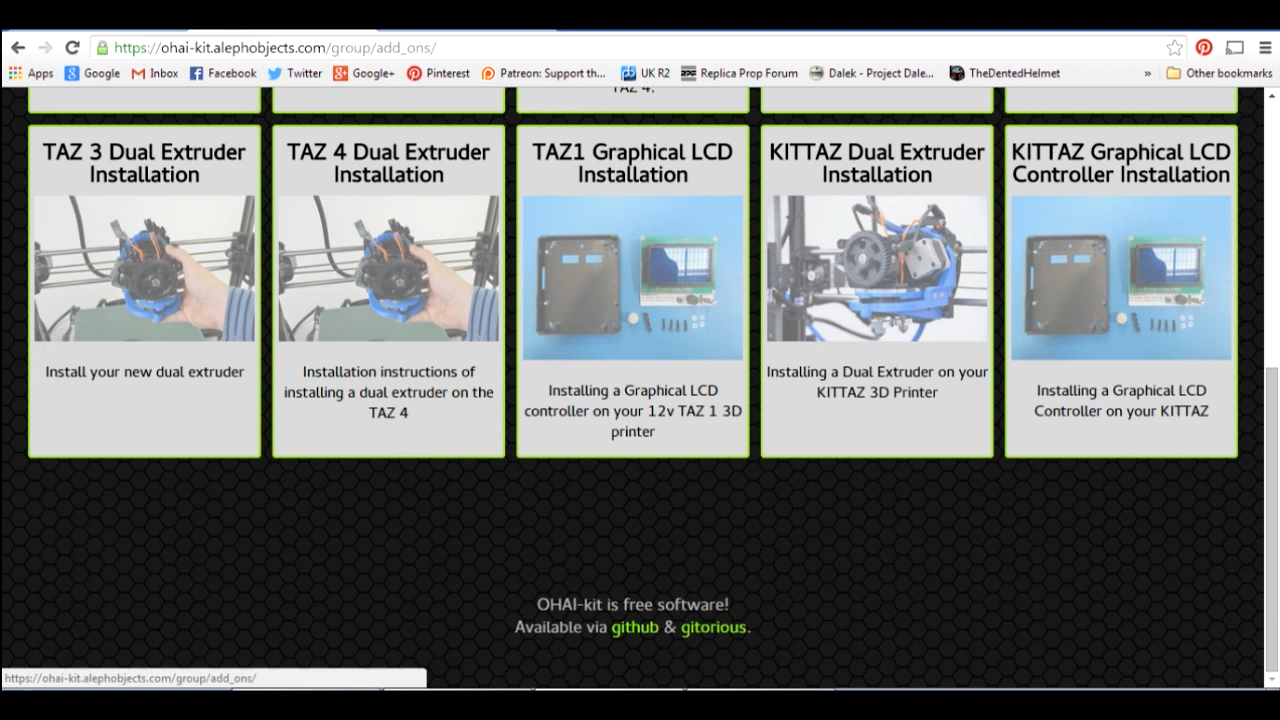 https://ohai-kit.alephobjects.com/group/add_ons/
Apps Google Inbox Facebook Twitter Google+ Pinterest Patreon: Support th... UK R2 Replica Prop Forum Dalek - Project Dale... TheDentedHelmet » Other bookmarks
TAZ 4.
TAZ 3 Dual Extruder
Installation
Install your new dual extruder
TAZ 4 Dual Extruder
Installation
Installation instructions of
installing a dual extruder on the
TAZ 4
TAZ1 Graphical LCD
Installation
Installing a Graphical LCD
controller on your 12v TAZ 1 3D
printer
KITTAZ Dual Extruder
Installation
Installing a Dual Extruder on your
KITTAZ 3D Printer
KITTAZ Graphical LCD
Controller Installation
Installing a Graphical LCD
Controller on your KITTAZ
OHAI-kit is free software!
Available via github & gitorious.
https://ohai-kit.alephobjects.com/group/add_ons/